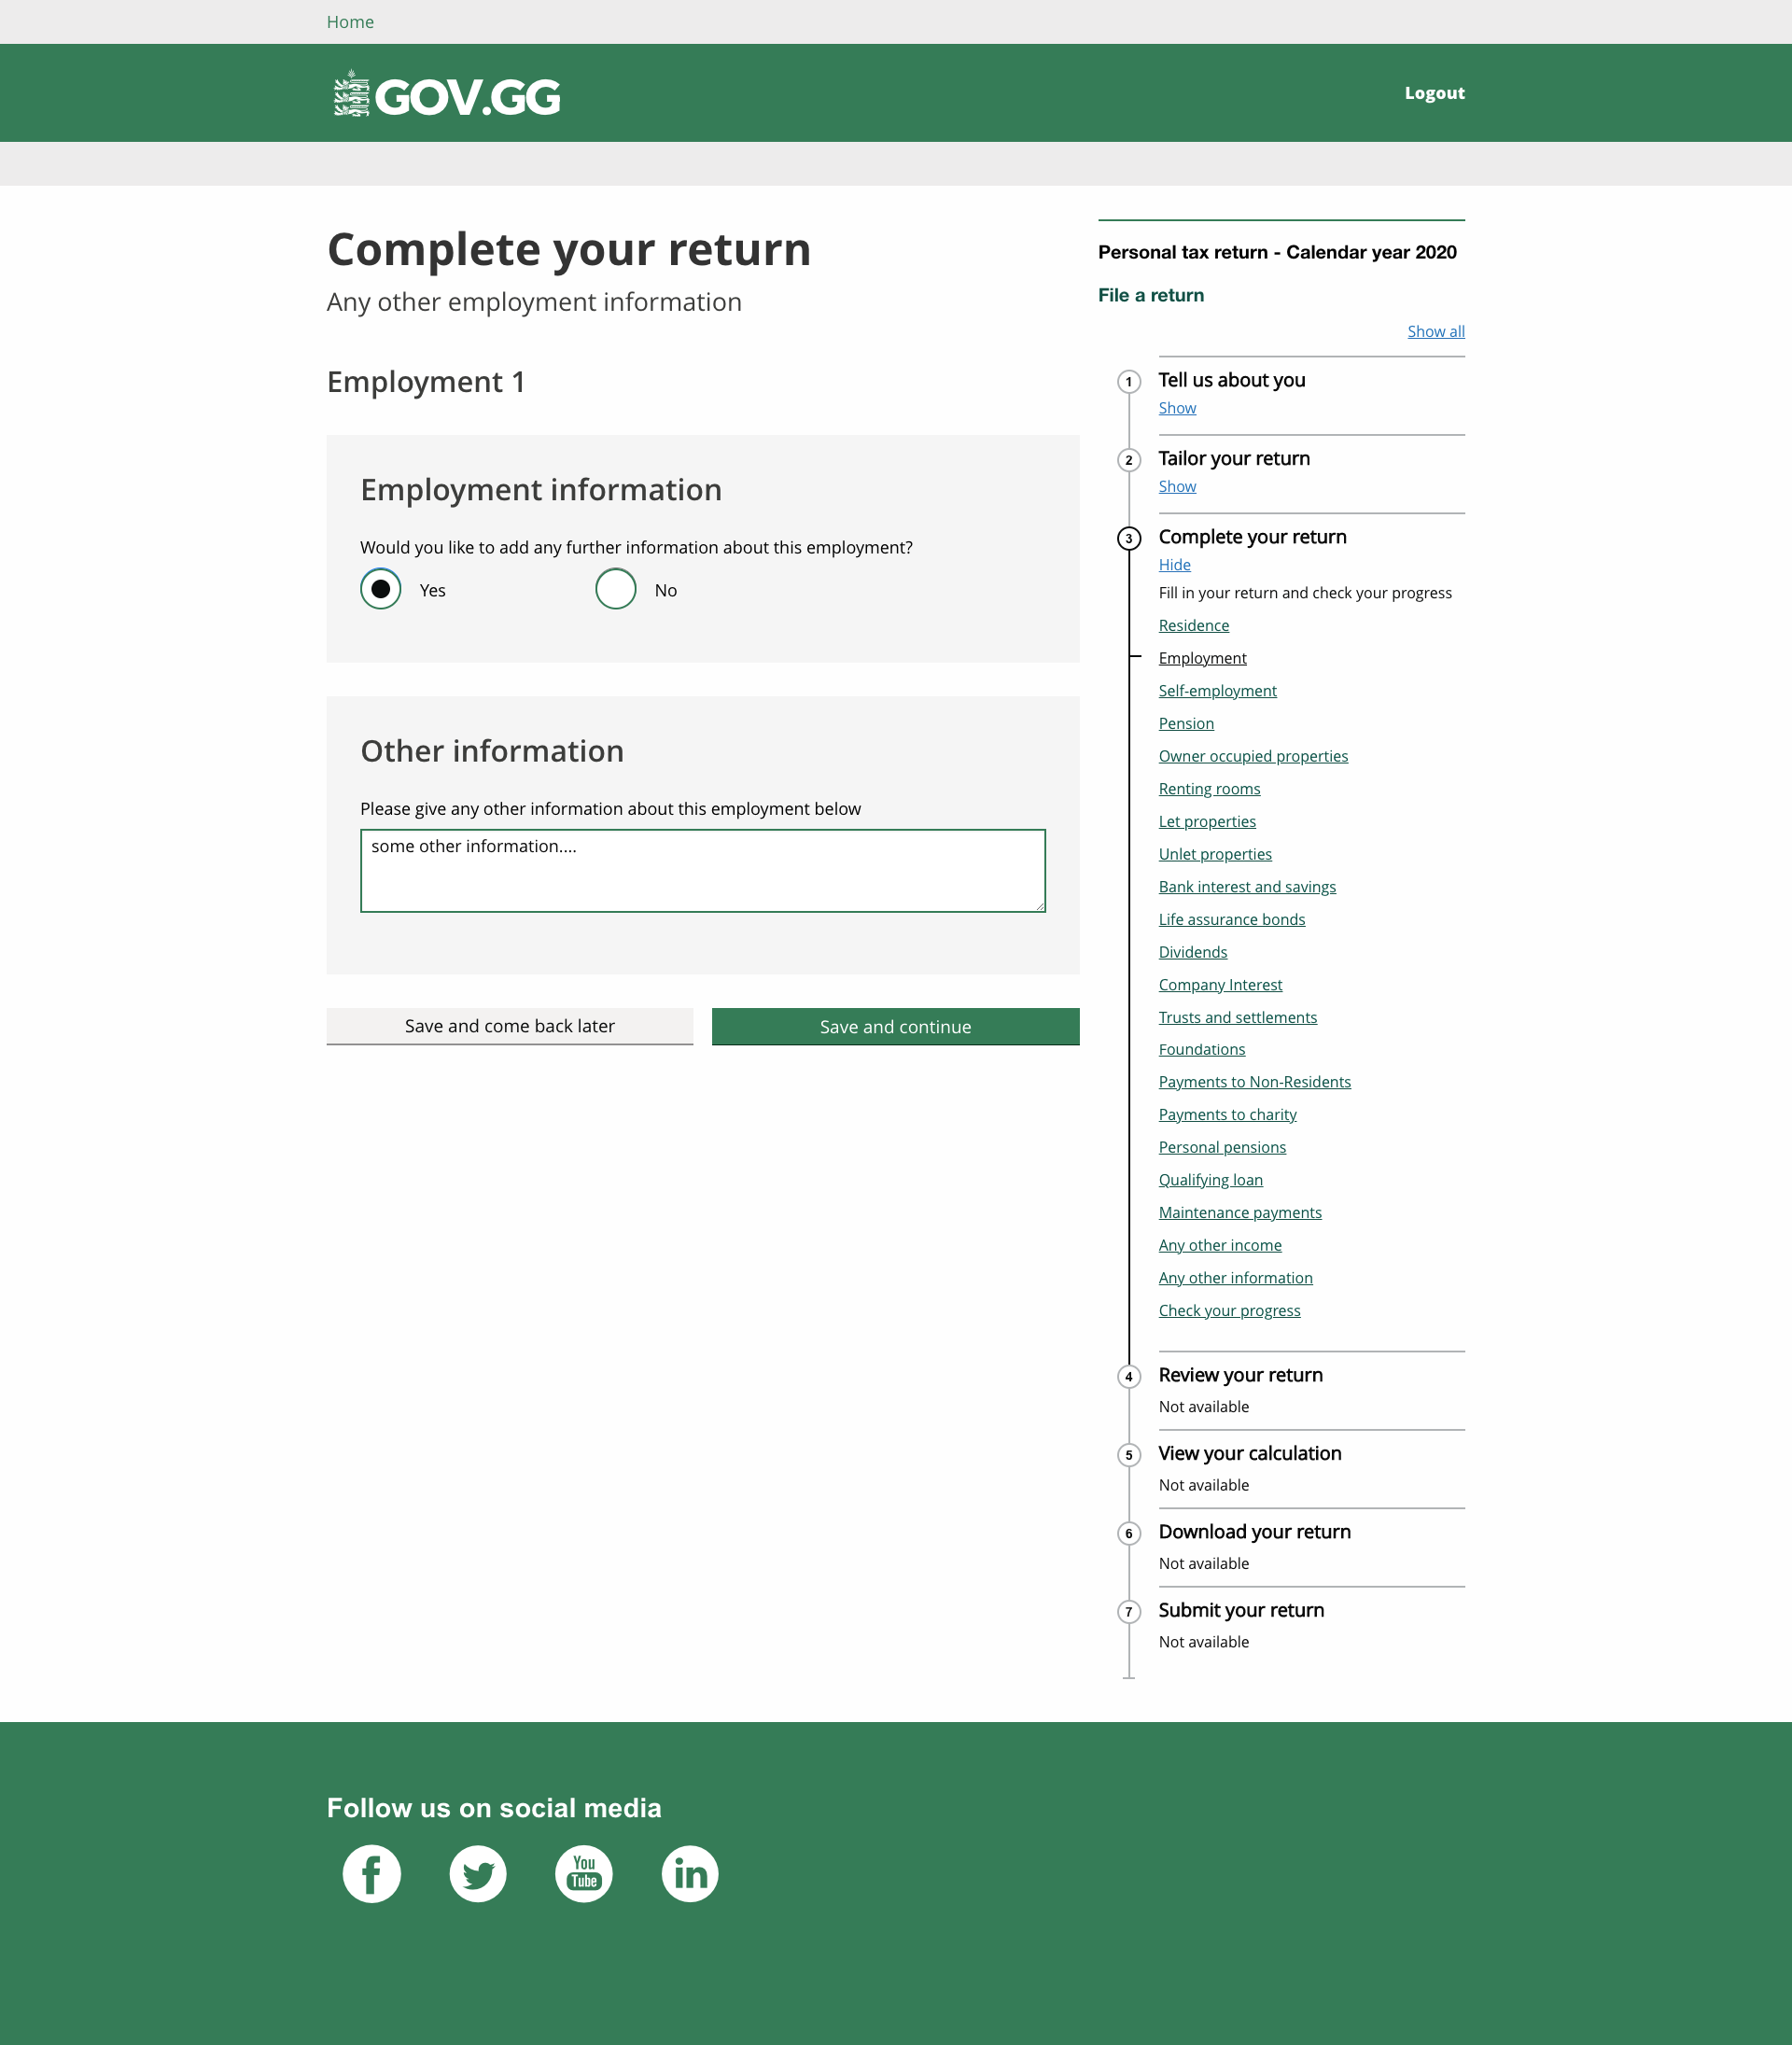 Home
GOV.GG
Logout
Complete your return
Any other employment information
Employment 1
Employment information
Would you like to add any further information about this employment?
Yes
No
Other information
Please give any other information about this employment below
some other information....
Save and come back later
Save and continue
Personal tax return - Calendar year 2020
File a return
Show all
1
Tell us about you
Show
2
Tailor your return
Show
3
Complete your return
Hide
Fill in your return and check your progress
Residence
Employment
Self-employment
Pension
Owner occupied properties
Renting rooms
Let properties
Unlet properties
Bank interest and savings
Life assurance bonds
Dividends
Company Interest
Trusts and settlements
Foundations
Payments to Non-Residents
Payments to charity
Personal pensions
Qualifying loan
Maintenance payments
Any other income
Any other information
Check your progress
4
Review your return
Not available
5
View your calculation
Not available
6
Download your return
Not available
7
Submit your return
Not available
Follow us on social media
f
You
Tube
in